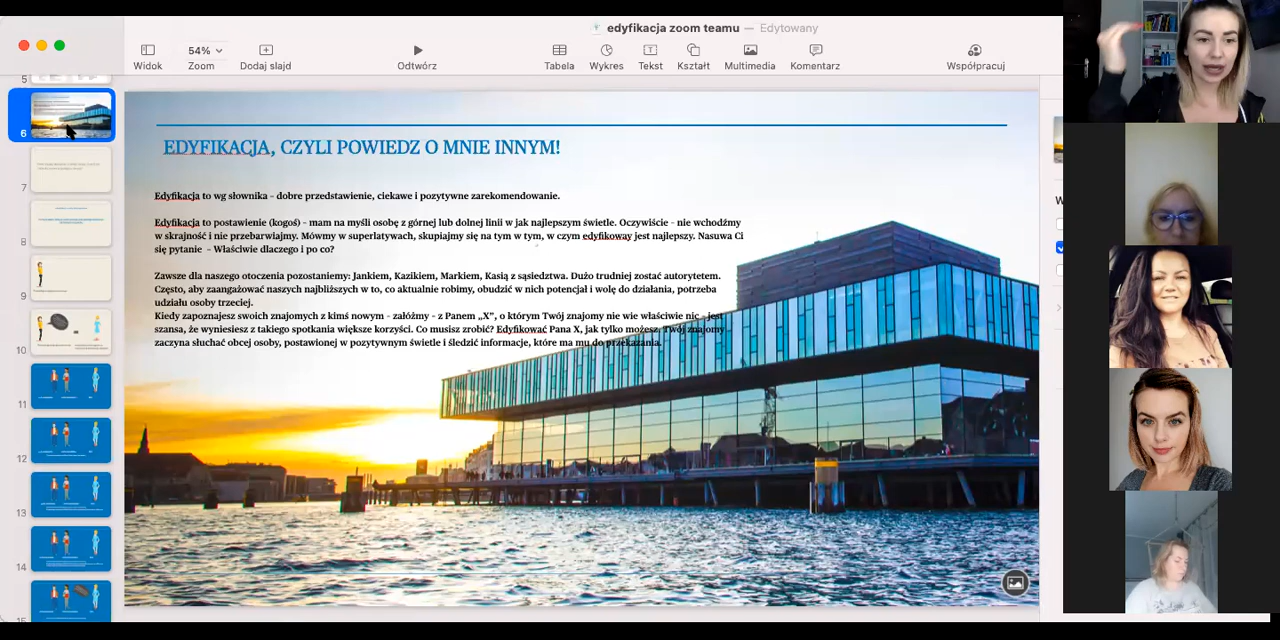 edyfikacja zoom teamu — Edytowany
54%
Widok
Zoom
Dodaj slajd
Odtwórz
Tabela
Wykres
Tekst
Kształt
Multimedia
Komentarz
Współpracuj
5
6
7
8
9
10
11
12
13
14
EDYFIKACJA, CZYLI POWIEDZ O MNIE INNYM!
Edyfikacja to wg słownika – dobre przedstawienie, ciekawe i pozytywne zarekomendowanie.
Edyfikacja to postawienie (kogoś) – mam na myśli osobę z górnej lub dolnej linii w jak najlepszym świetle. Oczywiście – nie wchodźmy
w skrajność i nie przebarwiajmy. Mówmy w superlatywach, skupiajmy się na tym w tym, w czym edyfikoway jest najlepszy. Nasuwa Ci
się pytanie – Właściwie dlaczego i po co?
Zawsze dla naszego otoczenia pozostaniemy: Jankiem, Kazikiem, Markiem, Kasią z sąsiedztwa. Dużo trudniej zostać autorytetem.
Często, aby zaangażować naszych najbliższych w to, co aktualnie robimy, obudzić w nich potencjał i wolę do działania, potrzeba
udziału osoby trzeciej.
Kiedy zapoznajesz swoich znajomych z kimś nowym – załóżmy – z Panem „X”, o którym Twój znajomy nie wie właściwie nic – jest
szansa, że wyniesiesz z takiego spotkania większe korzyści. Co musisz zrobić? Edyfikować Pana X, jak tylko możesz. Twój znajomy
zaczyna słuchać obcej osoby, postawionej w pozytywnym świetle i śledzić informacje, które ma mu do przekazania.